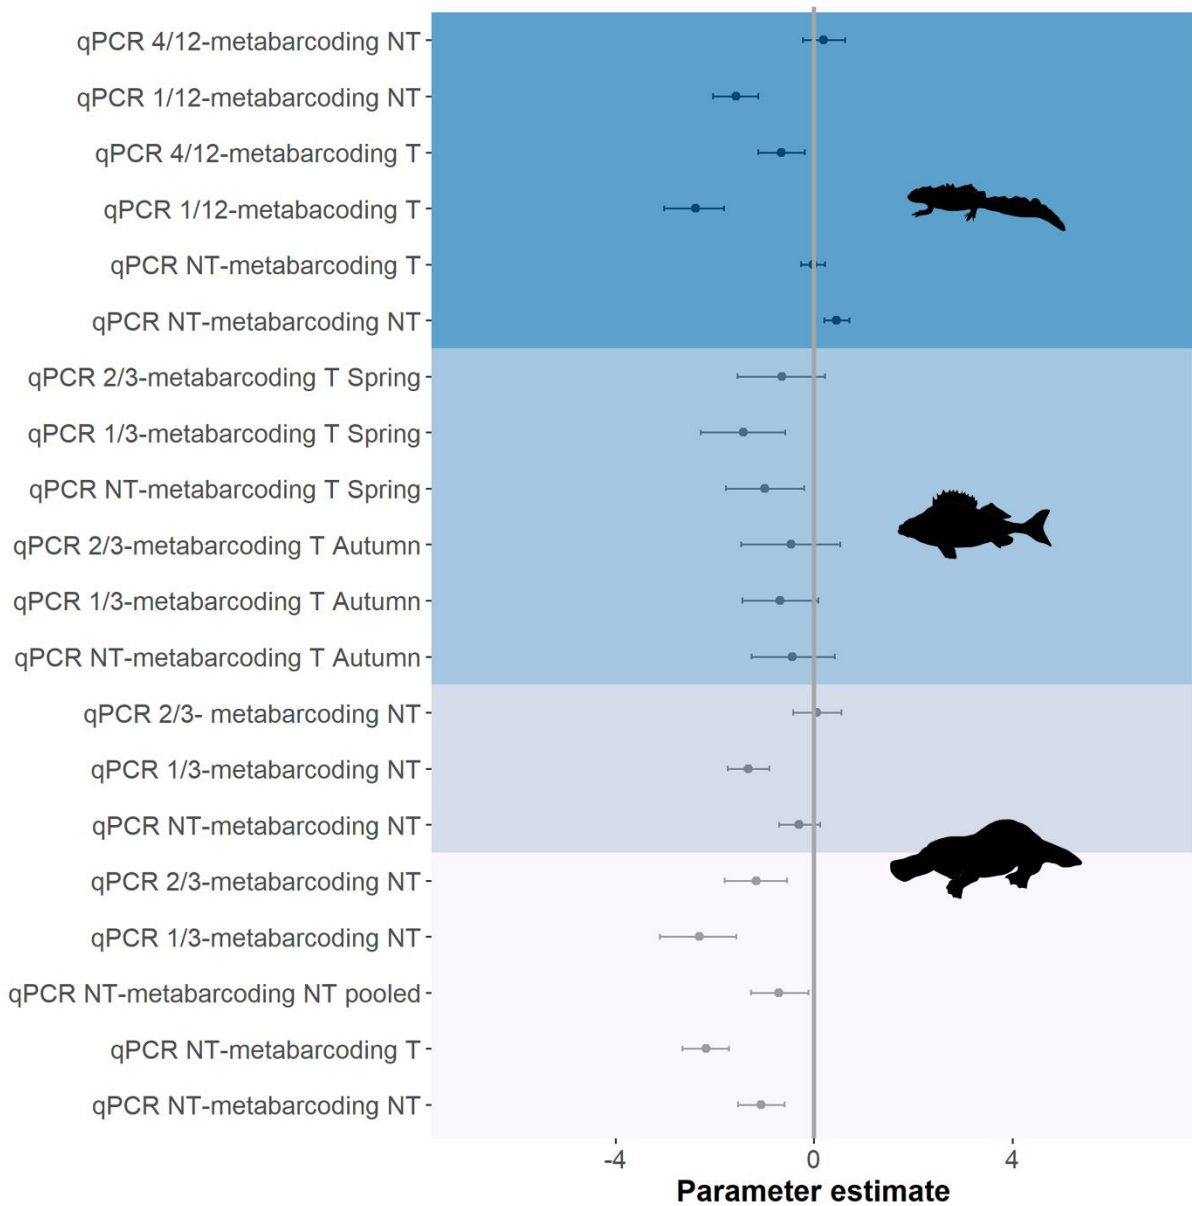 qPCR 4/12-metabarcoding NT
qPCR 1/12-metabarcoding NT
qPCR 4/12-metabarcoding T
qPCR 1/12-metabacoding T
qPCR NT-metabarcoding T
qPCR NT-metabarcoding NT
qPCR 2/3-metabarcoding T Spring
qPCR 1/3-metabarcoding T Spring
qPCR NT-metabarcoding T Spring
qPCR 2/3-metabarcoding T Autumn
qPCR 1/3-metabarcoding T Autumn
qPCR NT-metabarcoding T Autumn
qPCR 2/3- metabarcoding NT
qPCR 1/3-metabarcoding NT
qPCR NT-metabarcoding NT
qPCR 2/3-metabarcoding NT
qPCR 1/3-metabarcoding NT
qPCR NT-metabarcoding NT pooled
qPCR NT-metabarcoding T
qPCR NT-metabarcoding NT
-4 0 4
Parameter estimate